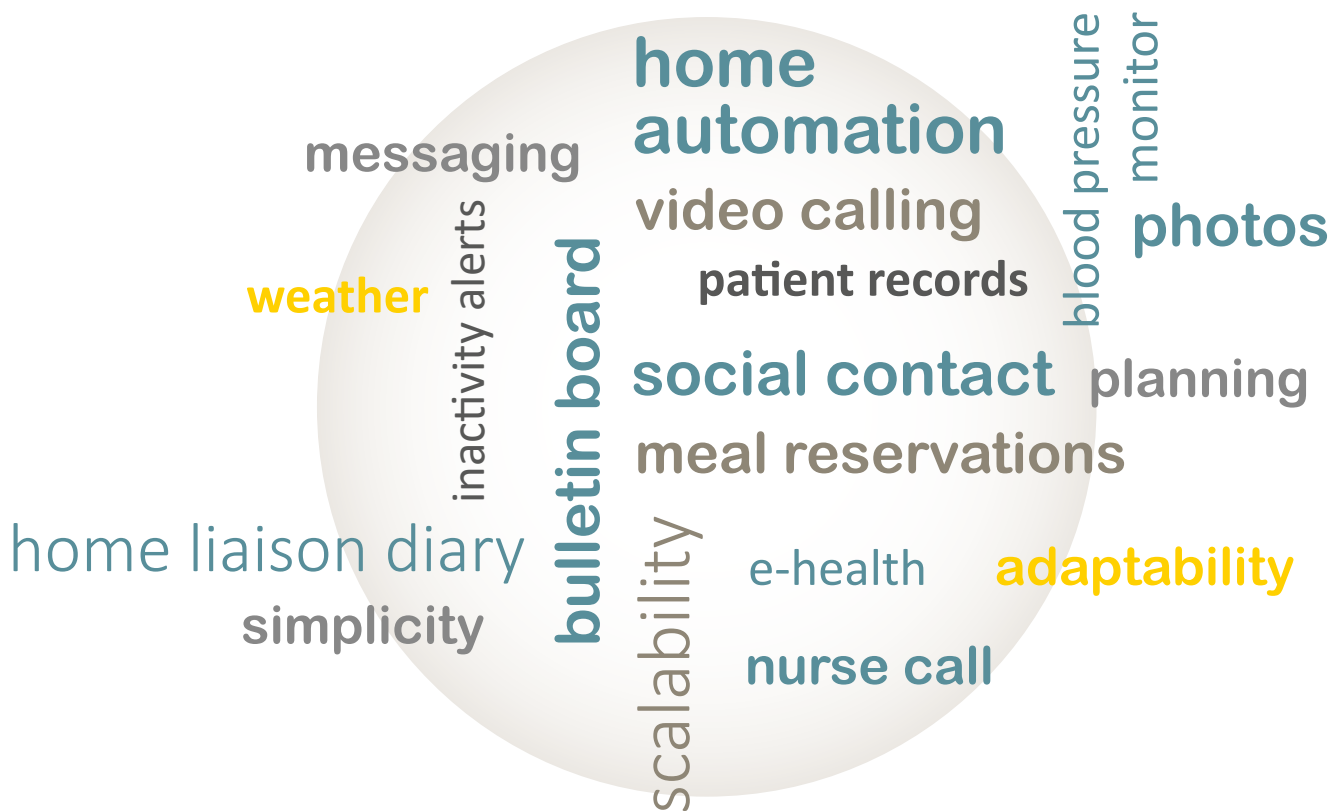 home
automation
messaging
video calling
blood pressure
monitor
photos
patient records
weather
inactivity alerts
bulletin board
social contact
planning
meal reservations
home liaison diary
scalability
e-health
adaptability
simplicity
nurse call